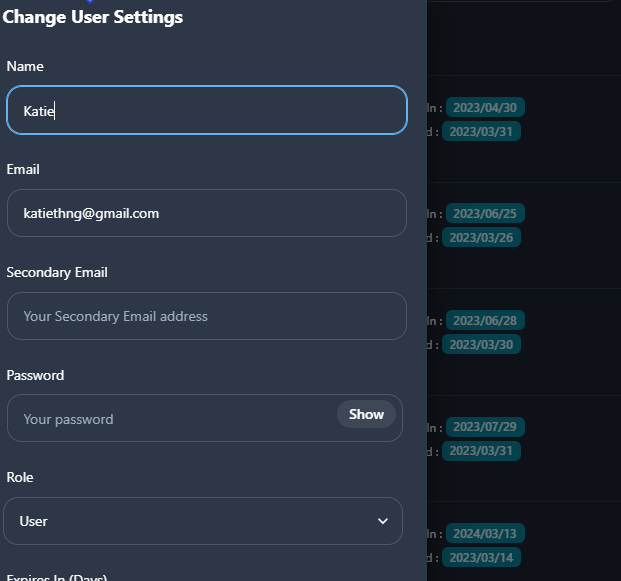 Change User Settings
Name
Katie
Email
katiethng@gmail.com
Secondary Email
Your Secondary Email address
Password
Your password
Show
Role
User
Expires In (Days)
In : 2023/04/30
d : 2023/03/31
In : 2023/06/25
d : 2023/03/26
In : 2023/06/28
d : 2023/03/30
In : 2023/07/29
d : 2023/03/31
In : 2024/03/13
d : 2023/03/14